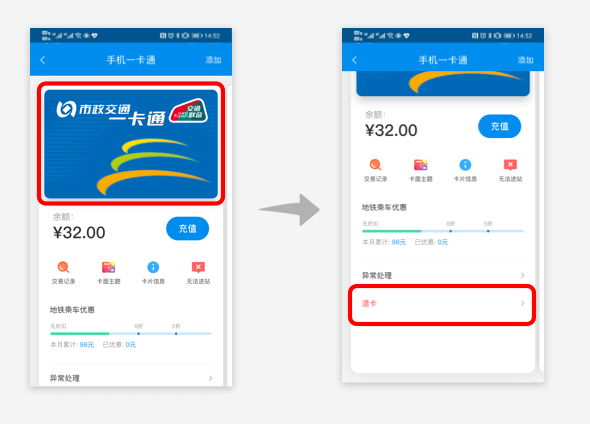 14:52
手机一卡通
添加
市政交通
一卡通
交通
联合
余额:
¥32.00
充值
交易记录
卡面主题
卡片信息
无法进站
地铁乘车优惠
无折扣
8折
5折
本月累计: 98元
已优惠: 0元
异常处理
14:52
手机一卡通
添加
余额:
¥32.00
充值
交易记录
卡面主题
卡片信息
无法进站
地铁乘车优惠
无折扣
8折
5折
本月累计: 98元
已优惠: 0元
异常处理
退卡